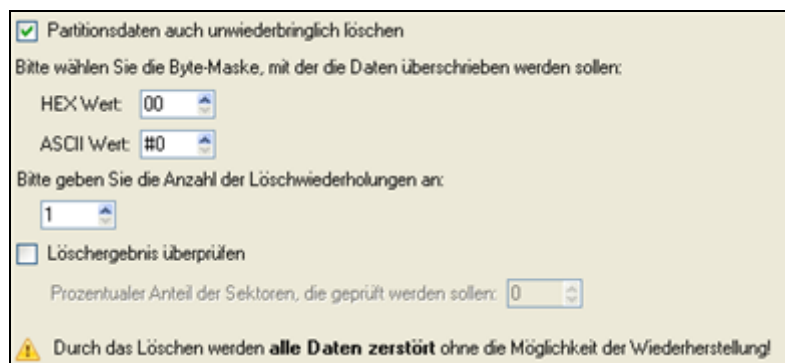 Partitionsdaten auch unwiederbringlich löschen
Bitte wählen Sie die Byte-Maske, mit der die Daten überschrieben werden sollen:
HEX Wert: 00
ASCII Wert: #0
Bitte geben Sie die Anzahl der Löschwiederholungen an:
1
Löschergebnis überprüfen
Prozentualer Anteil der Sektoren, die geprüft werden sollen: 0
Durch das Löschen werden alle Daten zerstört ohne die Möglichkeit der Wiederherstellung!